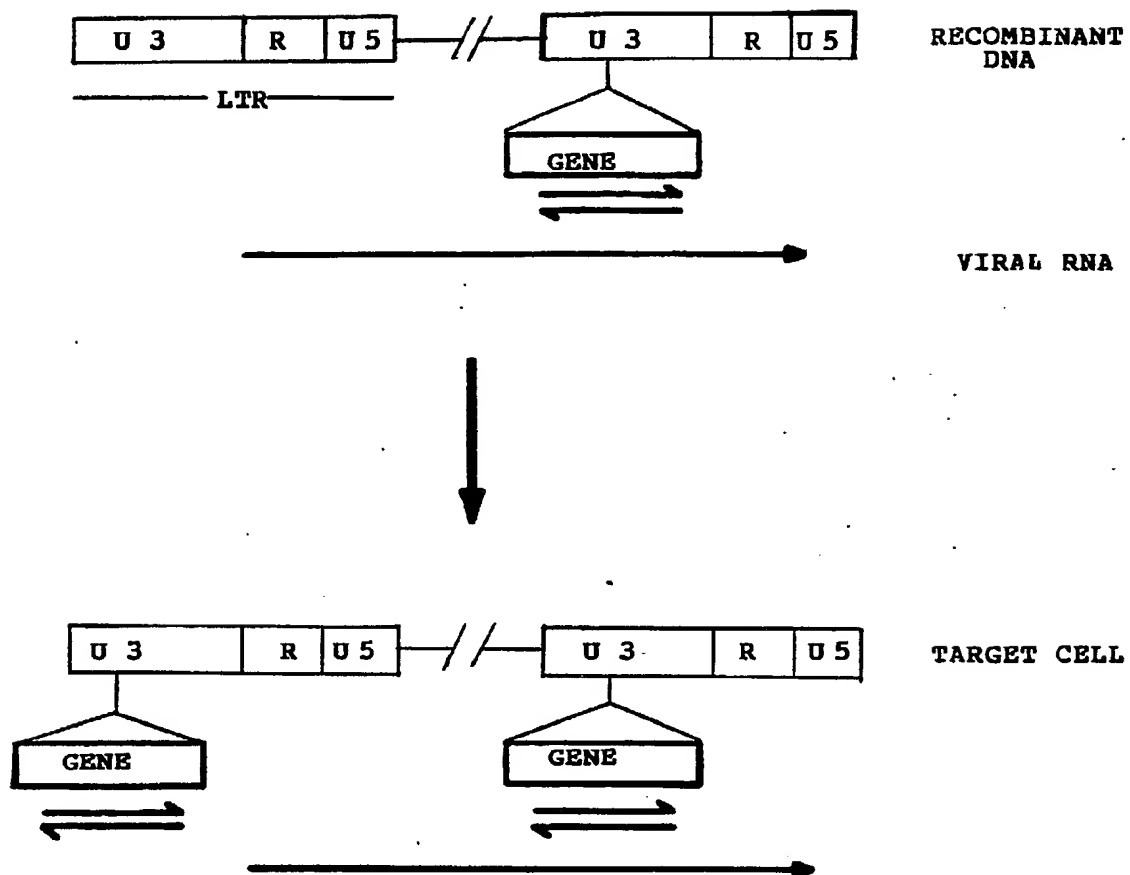 U 3 R U 5 U 3 R U 5 RECOMBINANT
DNA
LTR
GENE
VIRAL RNA
U 3 R U 5 U 3 R U 5 TARGET CELL
GENE GENE